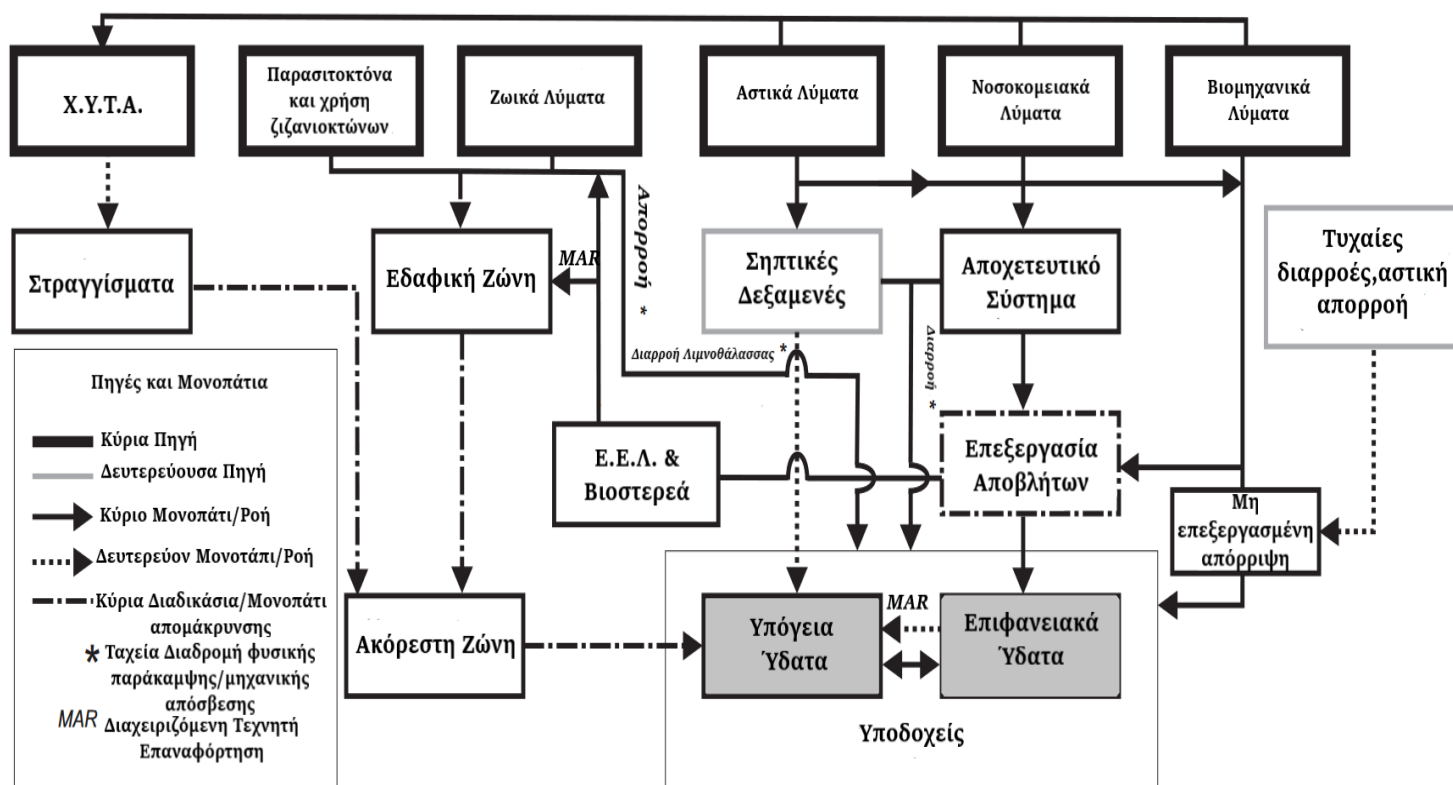 Χ.Υ.Τ.Α.
Παρασιτοκτόνα
και χρήση
ζιζανιοκτόνων
Ζωικά Λύματα
Αστικά Λύματα
Νοσοκομειακά
Λύματα
Βιομηχανικά
Λύματα
Στραγγίσματα
Εδαφική Ζώνη
MAR
Απορροή *
Σηπτικές
Δεξαμενές
Αποχετευτικό
Σύστημα
Τυχαίες
διαρροές,αστική
απορροή
Διαρροή Λιμνοθάλασσας *
Διαρροή *
Πηγές και Μονοπάτια
Κύρια Πηγή
Δευτερεύουσα Πηγή
Κύριο Μονοπάτι/Ροή
Δευτερεύον Μονοτάπι/Ροή
Κύρια Διαδικάσια/Μονοπάτι
απομάκρυνσης
* Ταχεία Διαδρομή φυσικής
παράκαμψης/μηχανικής
απόσβεσης
MAR Διαχειριζόμενη Τεχνητή
Επαναφόρτηση
Ε.Ε.Λ. &
Βιοστερεά
Επεξεργασία
Αποβλήτων
Μη
επεξεργασμένη
απόρριψη
Ακόρεστη Ζώνη
Υπόγεια
Ύδατα
MAR
Επιφανειακά
Ύδατα
Υποδοχείς